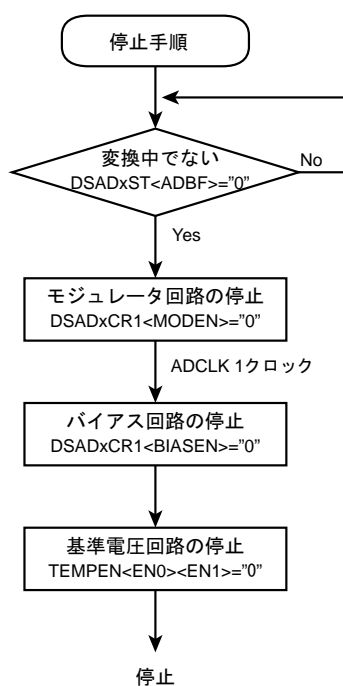 停止手順
変換中でない
DSADxST<ADBF>=”0”
No
Yes
モジュレータ回路の停止
DSADxCR1<MODEN>=”0”
ADCLK 1クロック
バイアス回路の停止
DSADxCR1<BIASEN>=”0”
基準電圧回路の停止
TEMPEN<EN0><EN1>=”0”
停止